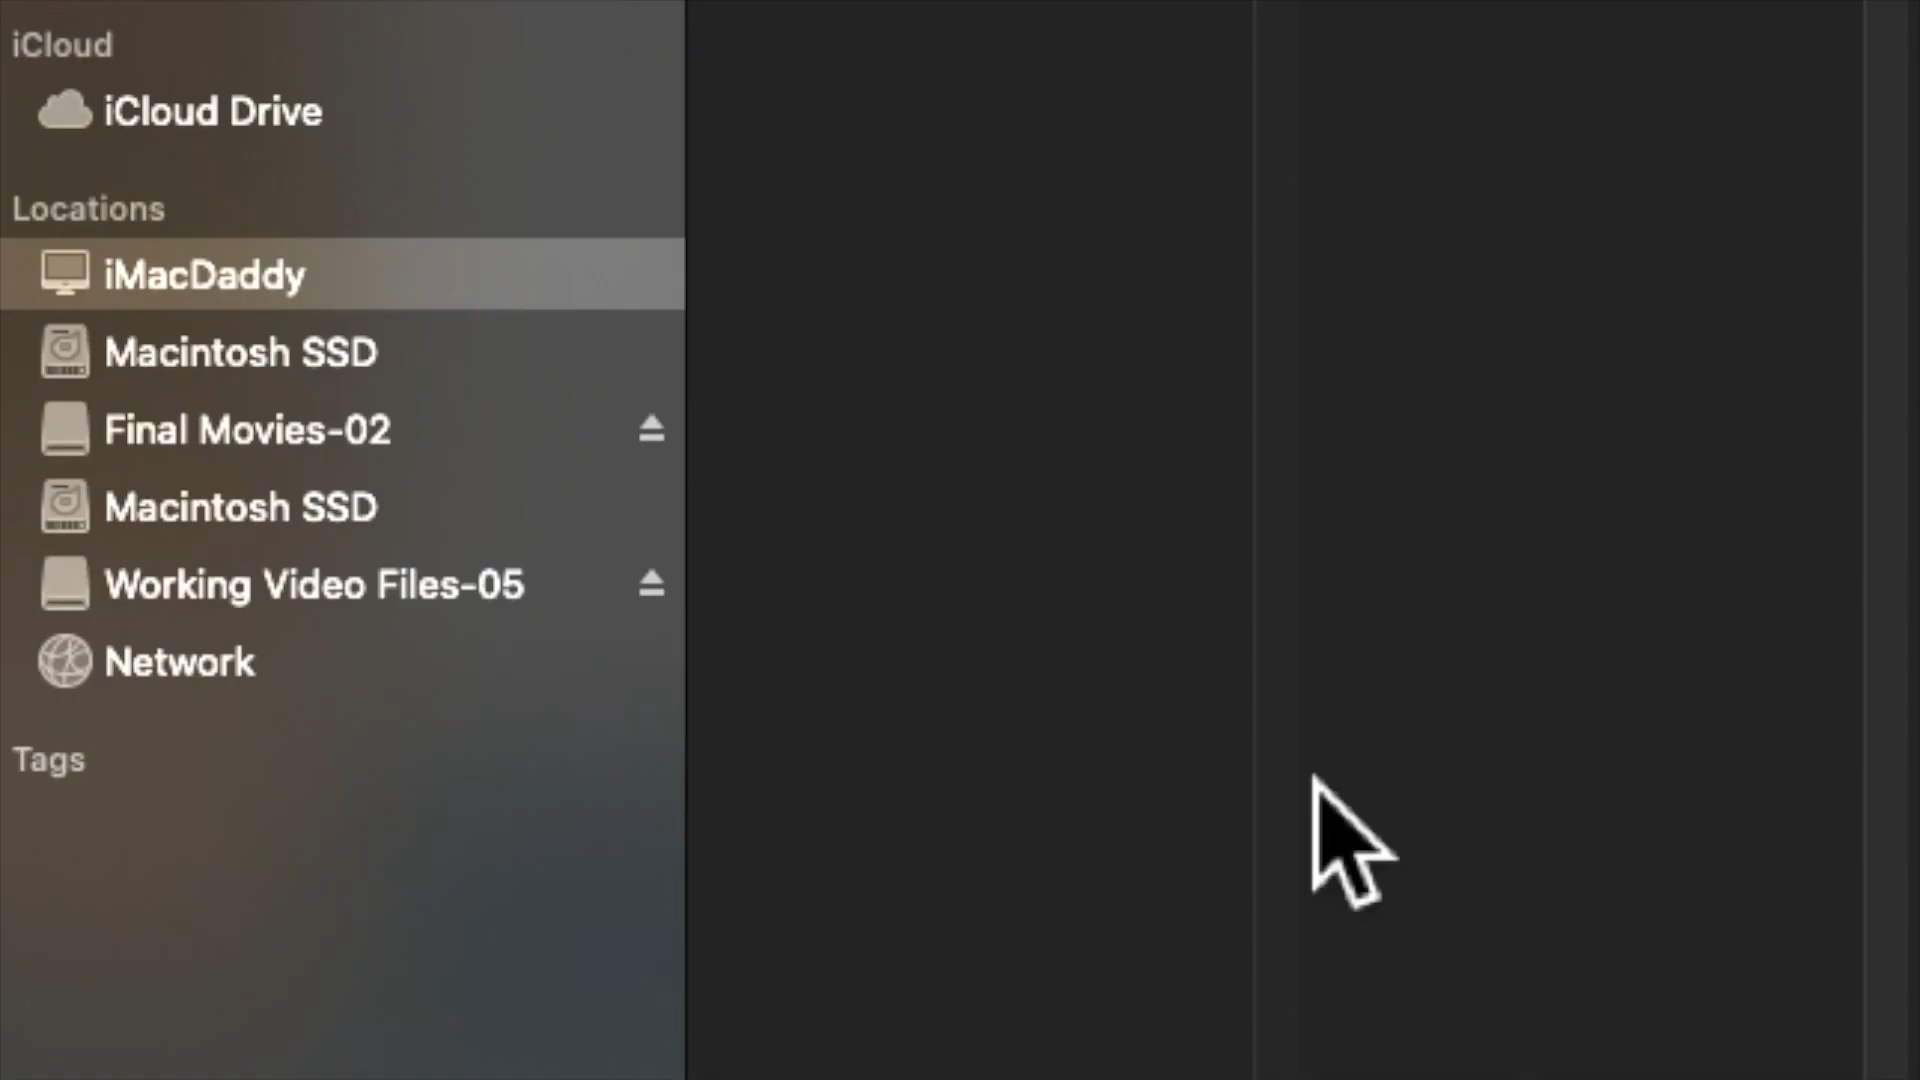 iCloud
iCloud Drive
Locations
iMacDaddy
Macintosh SSD
Final Movies-02
Macintosh SSD
Working Video Files-05
Network
Tags